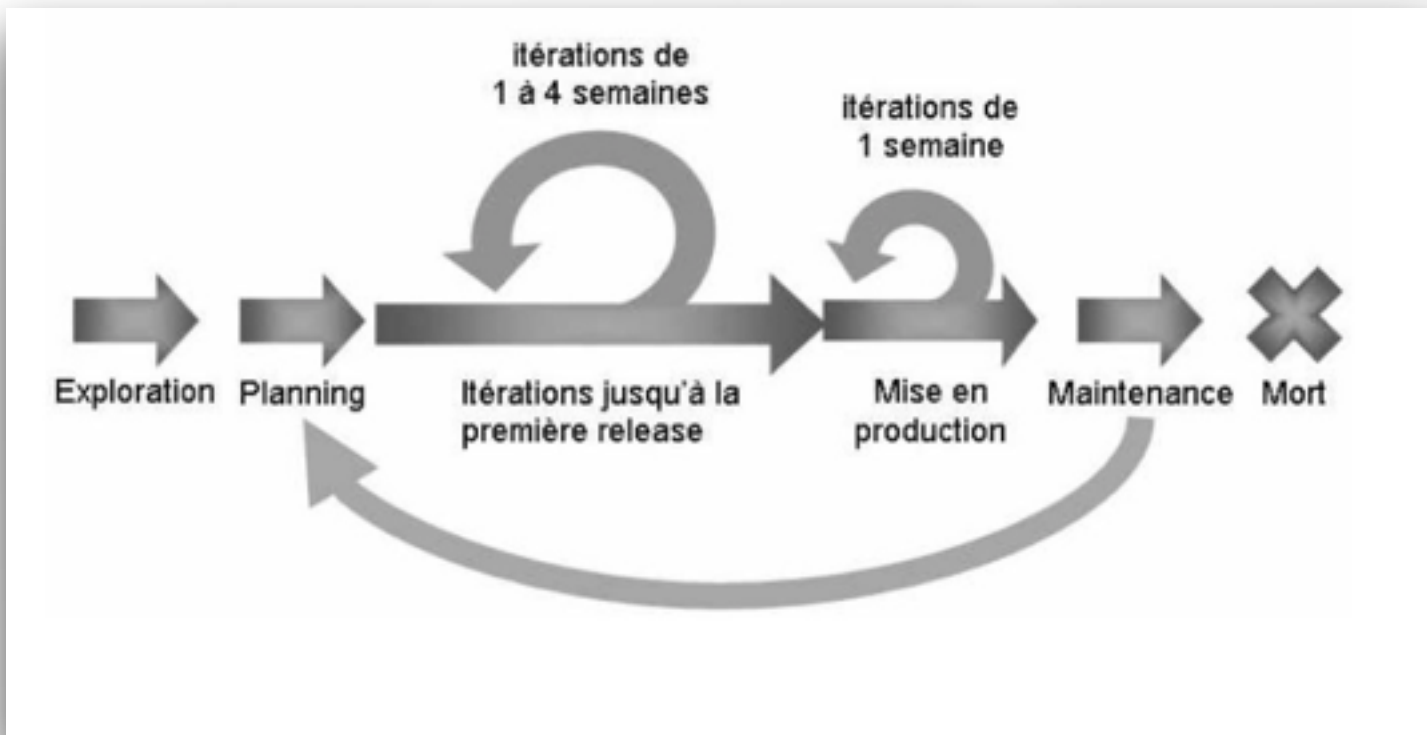 itérations de
1 à 4 semaines
itérations de
1 semaine
Exploration
Planning
Itérations jusqu'à la
première release
Mise en
production
Maintenance
Mort